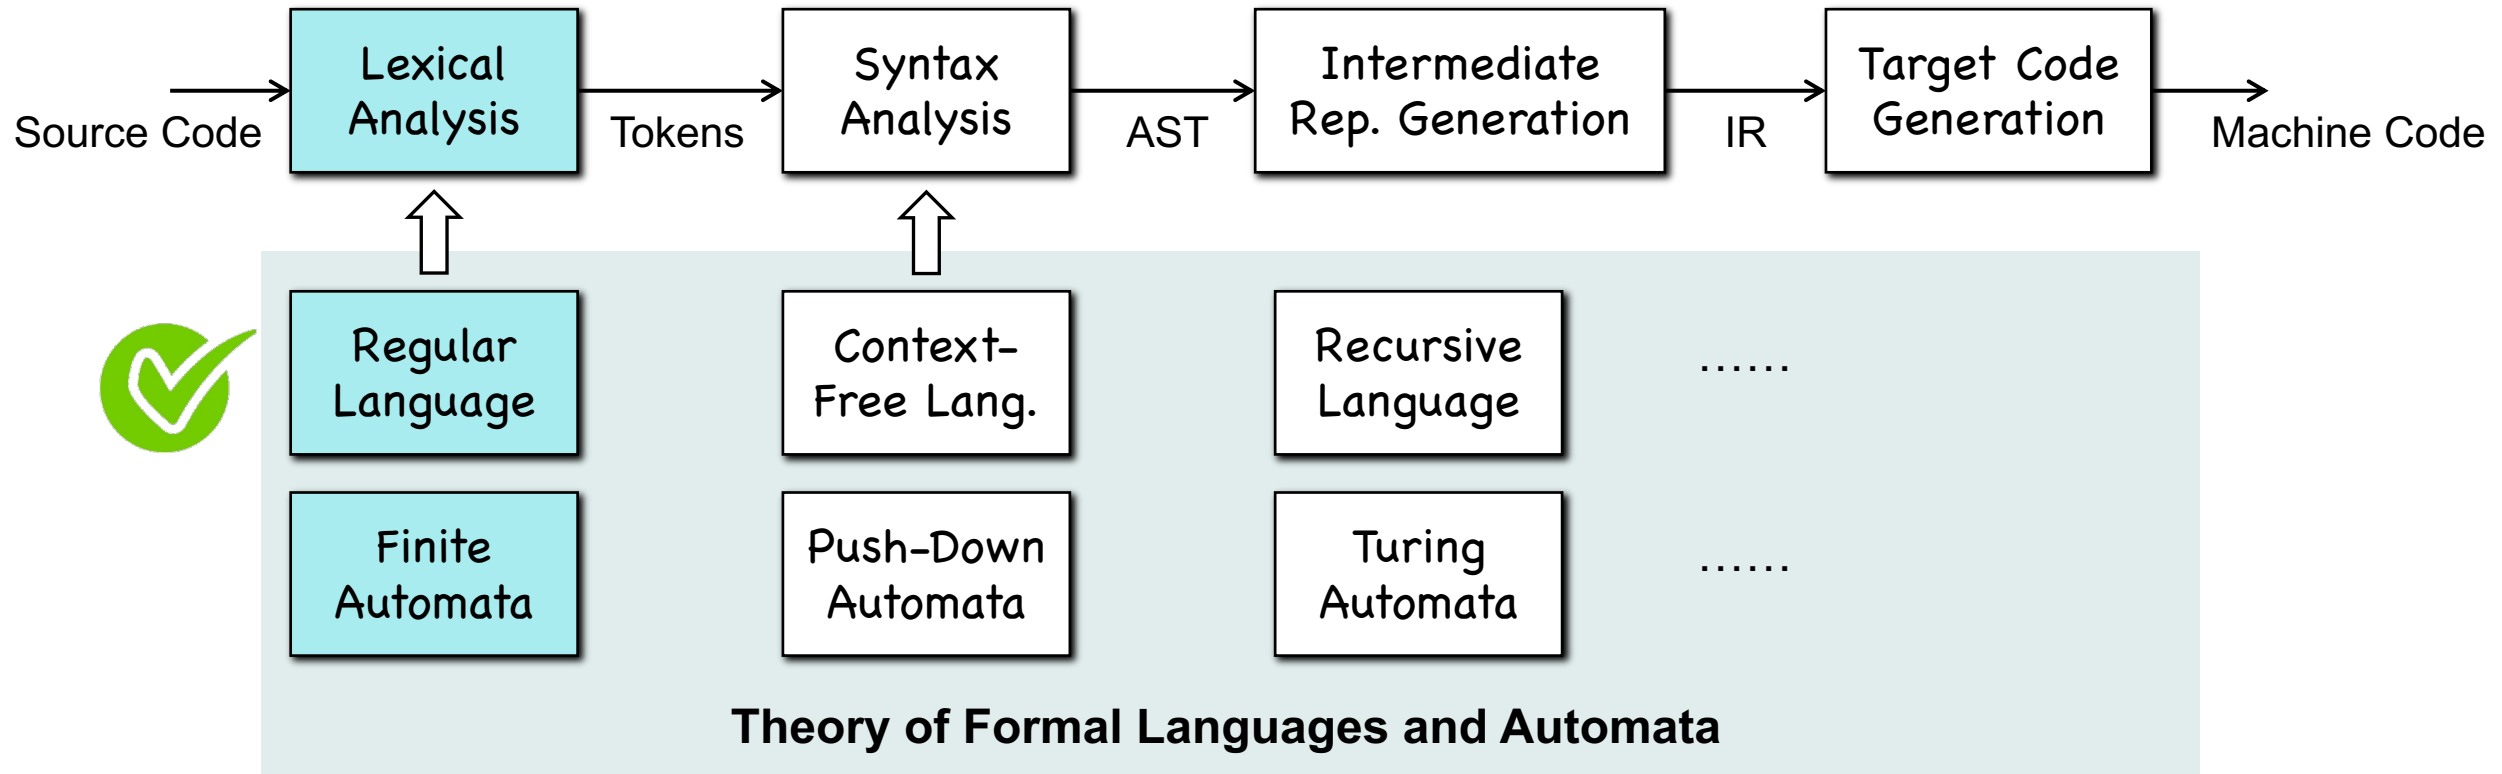 Lexical
Analysis
Syntax
Analysis
Intermediate
Rep. Generation
Target Code
Generation
Source Code
Tokens
AST
IR
Machine Code
Regular
Language
Context-
Free Lang.
Recursive
Language
......
Finite
Automata
Push-Down
Automata
Turing
Automata
......
Theory of Formal Languages and Automata